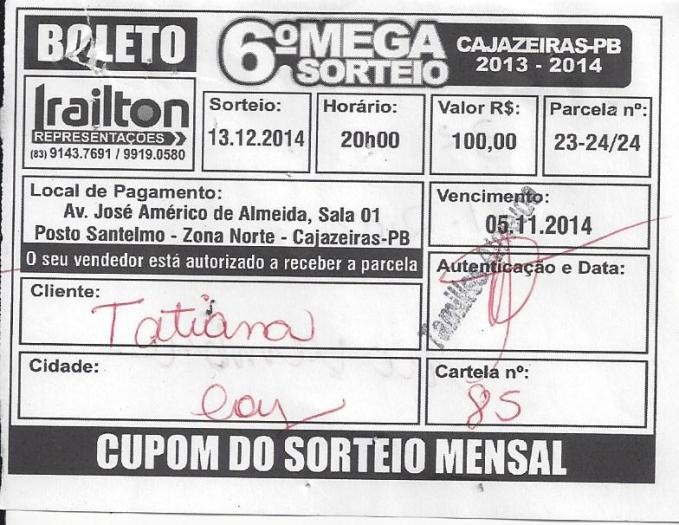 BOLETO
6º MEGA SORTEIO
CAJAZEIRAS-PB
2013 - 2014
Irailton
REPRESENTAÇÕES
(83) 9143.7691 / 9919.0580
Sorteio:
13.12.2014
Horário:
20h00
Valor R$:
100,00
Parcela nº:
23-24/24
Local de Pagamento:
Av. José Américo de Almeida, Sala 01
Posto Santelmo - Zona Norte - Cajazeiras-PB
O seu vendedor está autorizado a receber a parcela
Vencimento:
05.11.2014
Autenticação e Data:
Cliente:
Tatiana
Cidade:
Cartela nº:
85
CUPOM DO SORTEIO MENSAL